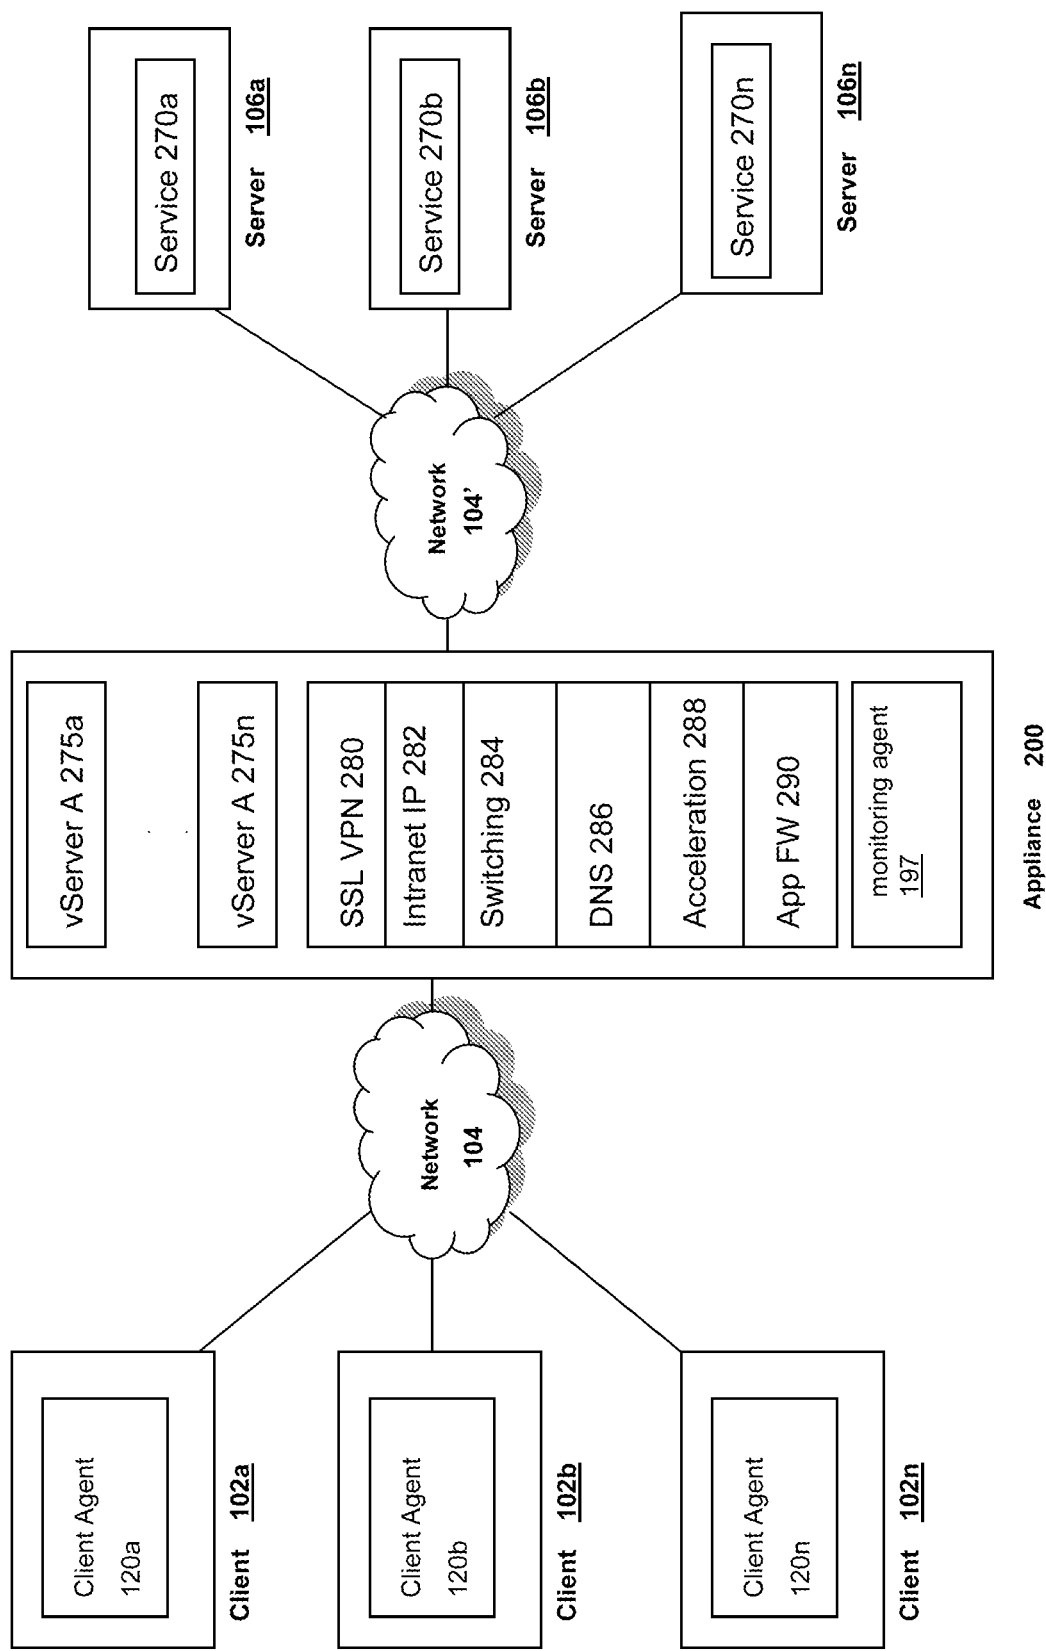 Client Agent
120a
Client 102a
Client Agent
120b
Client 102b
Client Agent
120n
Client 102n
Network
104
vServer A 275a
vServer A 275n
SSL VPN 280
Intranet IP 282
Switching 284
DNS 286
Acceleration 288
App FW 290
monitoring agent
197
Appliance 200
Network
104'
Service 270a
Server 106a
Service 270b
Server 106b
Service 270n
Server 106n